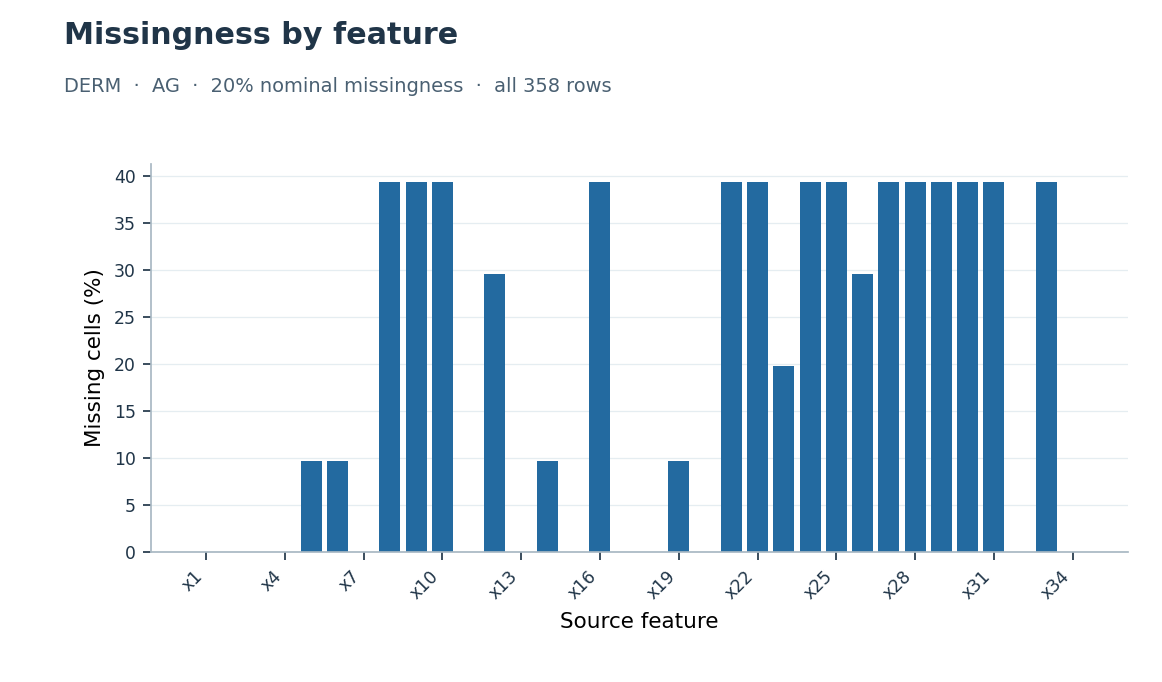 Missingness by feature
DERM · AG · 20% nominal missingness · all 358 rows
40
35
30
25
20
15
10
5
0
Missing cells (%)
x1 x4 x7 x10 x13 x16 x19 x22 x25 x28 x31 x34
Source feature